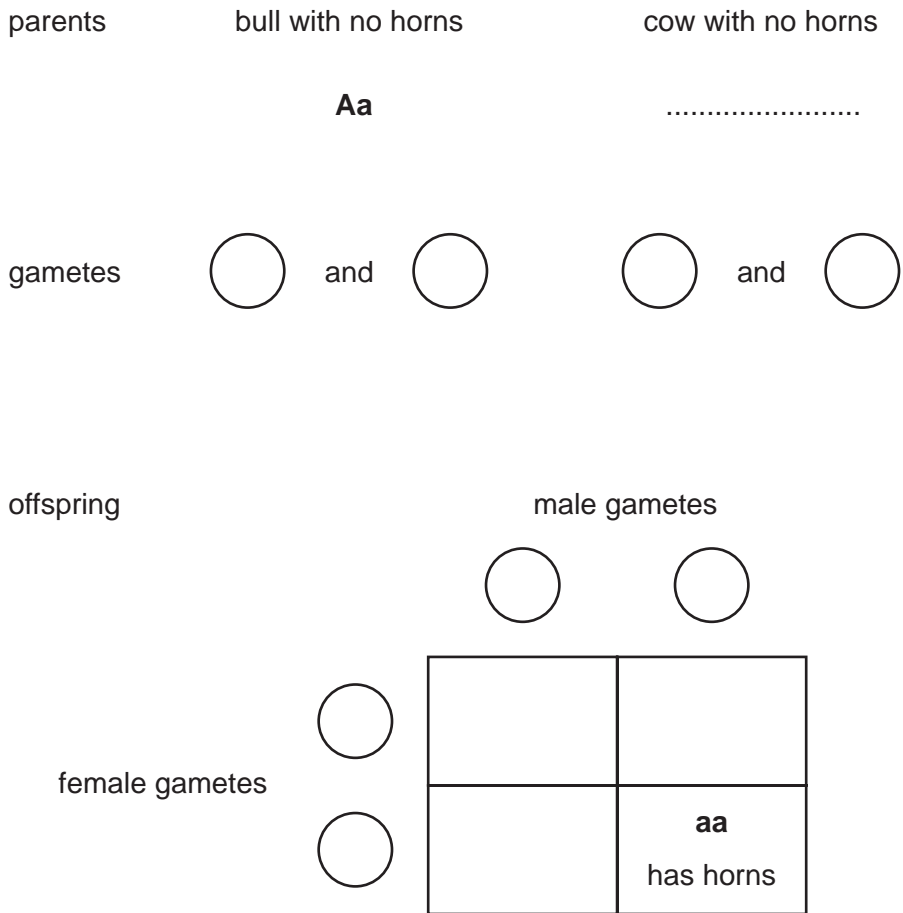 parents bull with no horns cow with no horns
Aa ........................
gametes and and
offspring male gametes
female gametes
aa
has horns